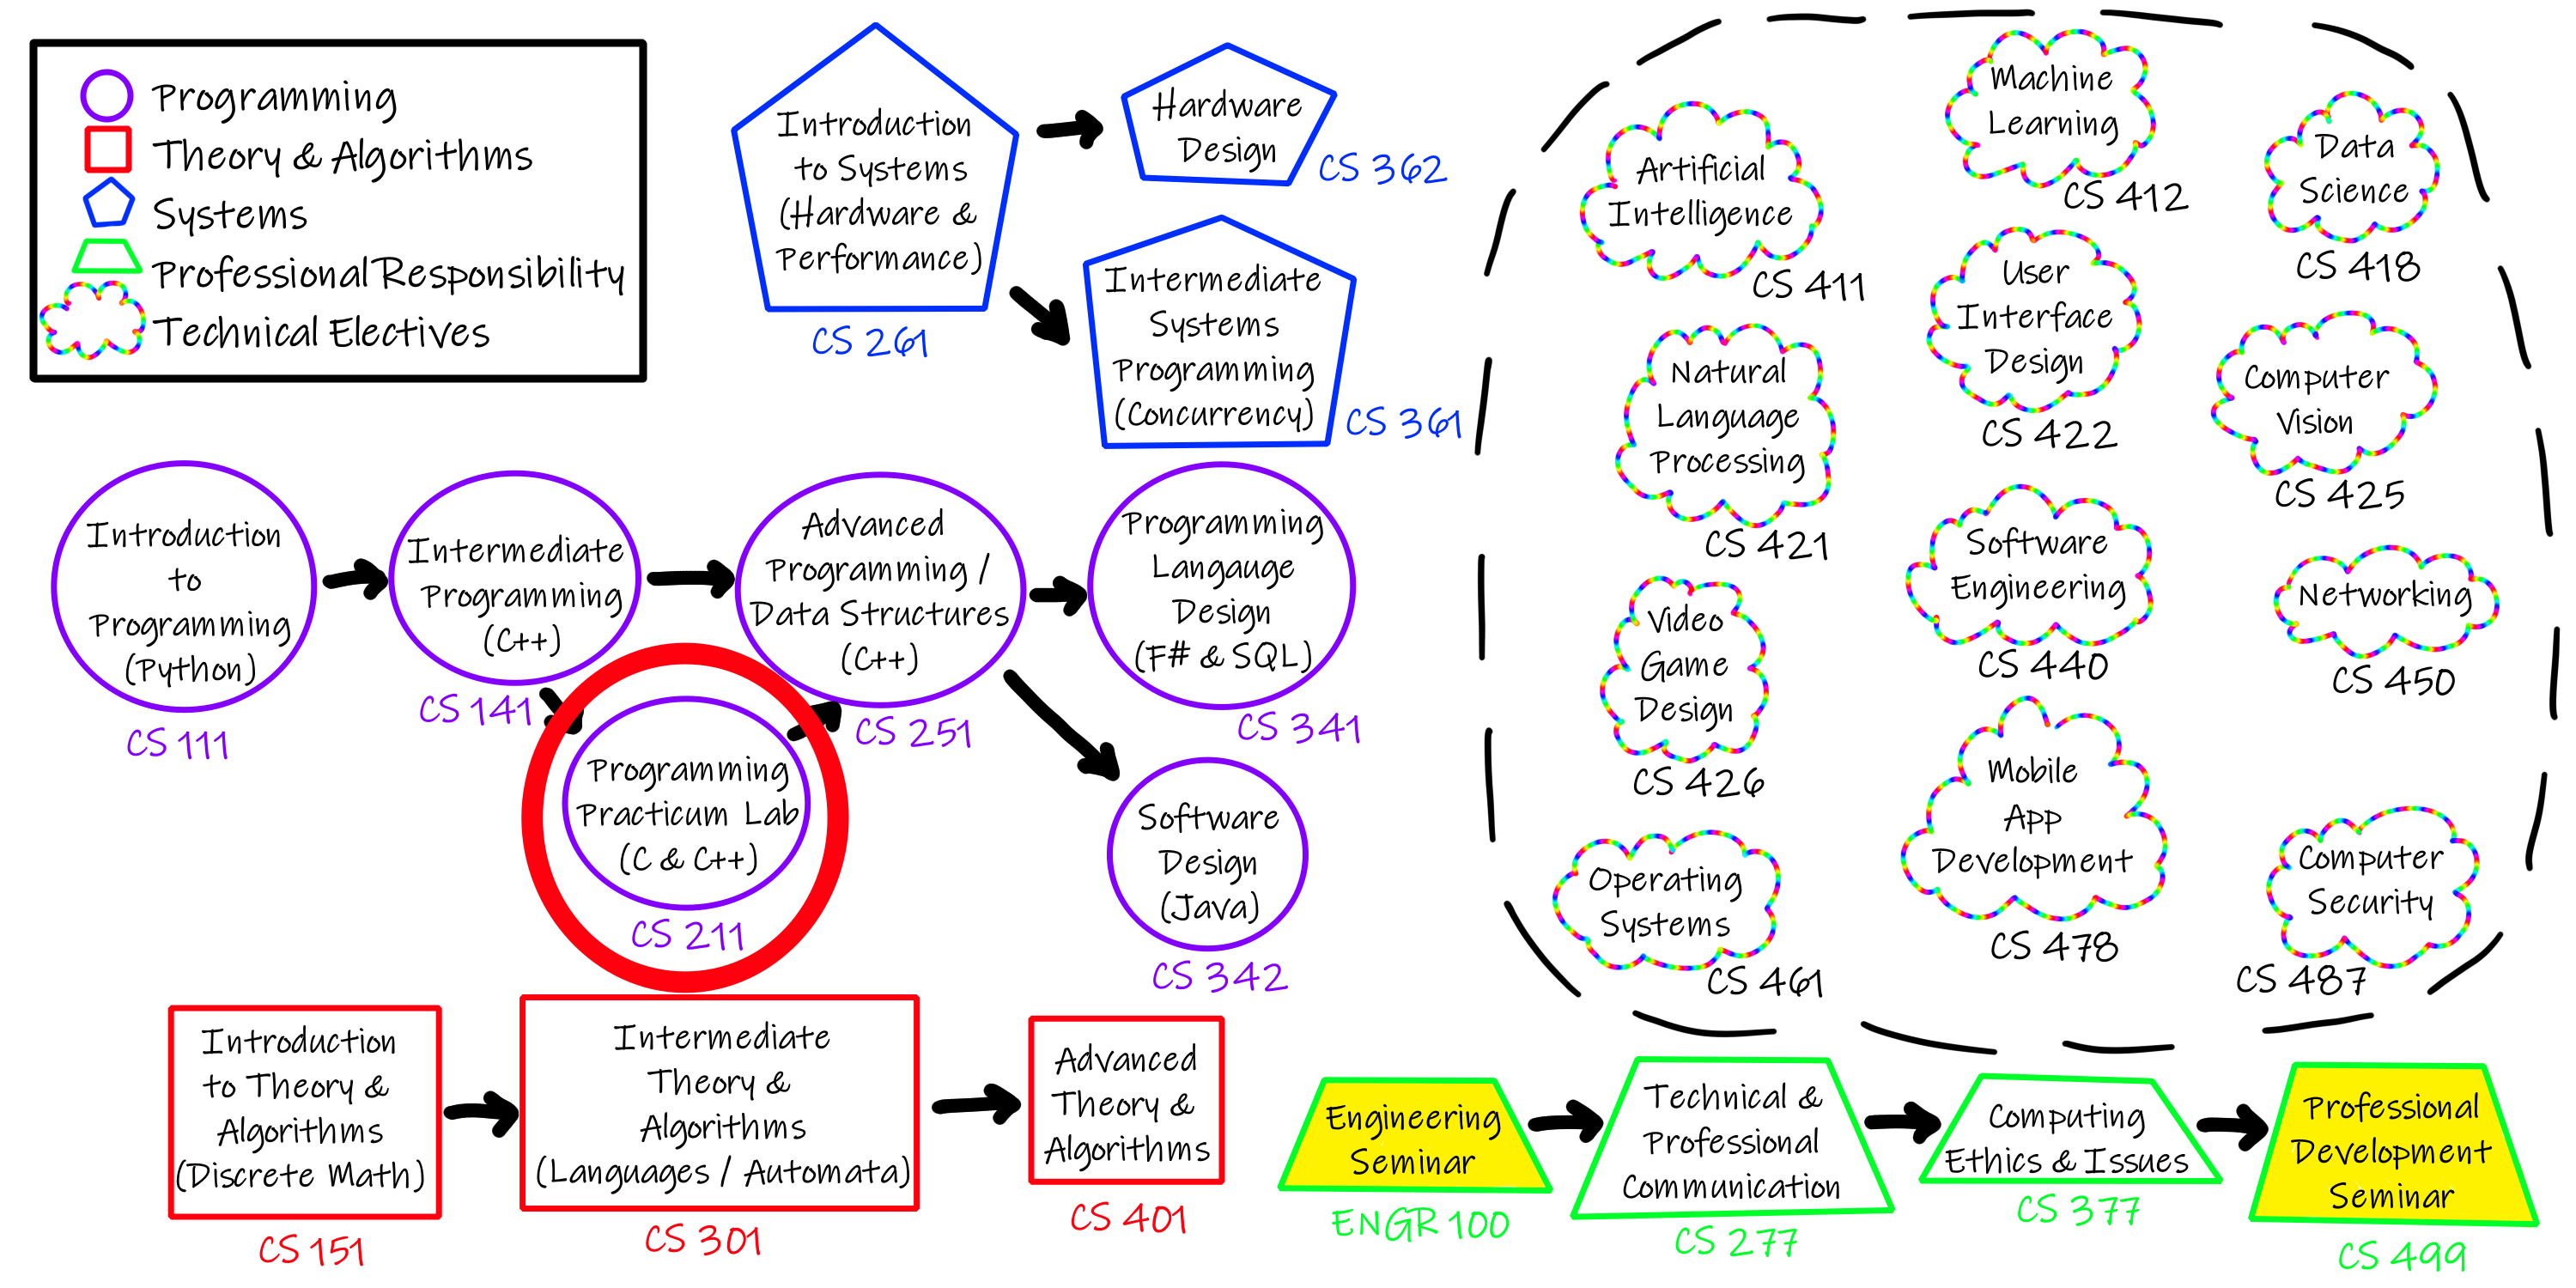 Programming
Theory & Algorithms
Systems
Professional Responsibility
Technical Electives
Introduction
to Systems
(Hardware &
Performance)
CS 261
Hardware
Design
CS 362
Intermediate
Systems
Programming
(Concurrency)
CS 361
Introduction
to
Programming
(Python)
CS 111
Intermediate
Programming
(C++)
CS 141
Programming
Practicum Lab
(C & C++)
CS 211
Advanced
Programming /
Data Structures
(C++)
CS 251
Programming
Langauge
Design
(F# & SQL)
CS 341
Software
Design
(Java)
CS 342
Introduction
to Theory &
Algorithms
(Discrete Math)
CS 151
Intermediate
Theory &
Algorithms
(Languages / Automata)
CS 301
Advanced
Theory &
Algorithms
CS 401
Artificial
Intelligence
CS 411
Machine
Learning
CS 412
Data
Science
CS 418
Natural
Language
Processing
CS 421
User
Interface
Design
CS 422
Computer
Vision
CS 425
Video
Game
Design
CS 426
Software
Engineering
CS 440
Networking
CS 450
Operating
Systems
CS 461
Mobile
App
Development
CS 478
Computer
Security
CS 487
Engineering
Seminar
ENGR 100
Technical &
Professional
Communication
CS 277
Computing
Ethics & Issues
CS 377
Professional
Development
Seminar
CS 499